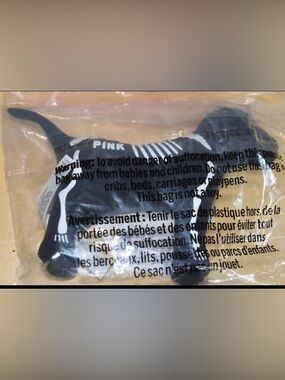 PINK
Warning: To avoid danger of suffocation, keep this
bag away from babies and children. Do not use this bag in
cribs, beds, carriages or playpens.
This bag is not a toy.
Avertissement: Tenir le sac de plastique hors de la
portée des bébés et des enfants pour éviter tout
risque de suffocation. Ne pas l'utiliser dans
les berceaux, lits, poussettes ou parcs d'enfants.
Ce sac n'est pas un jouet.